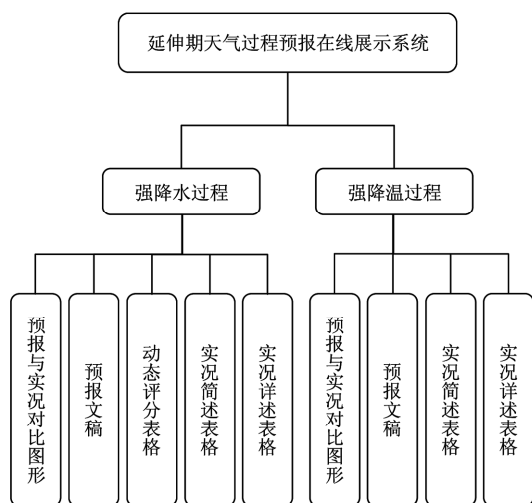 延伸期天气过程预报在线展示系统
强降水过程
强降温过程
预报与实况对比图形
预报文稿
动态评分表格
实况简述表格
实况详述表格
预报与实况对比图形
预报文稿
实况简述表格
实况详述表格